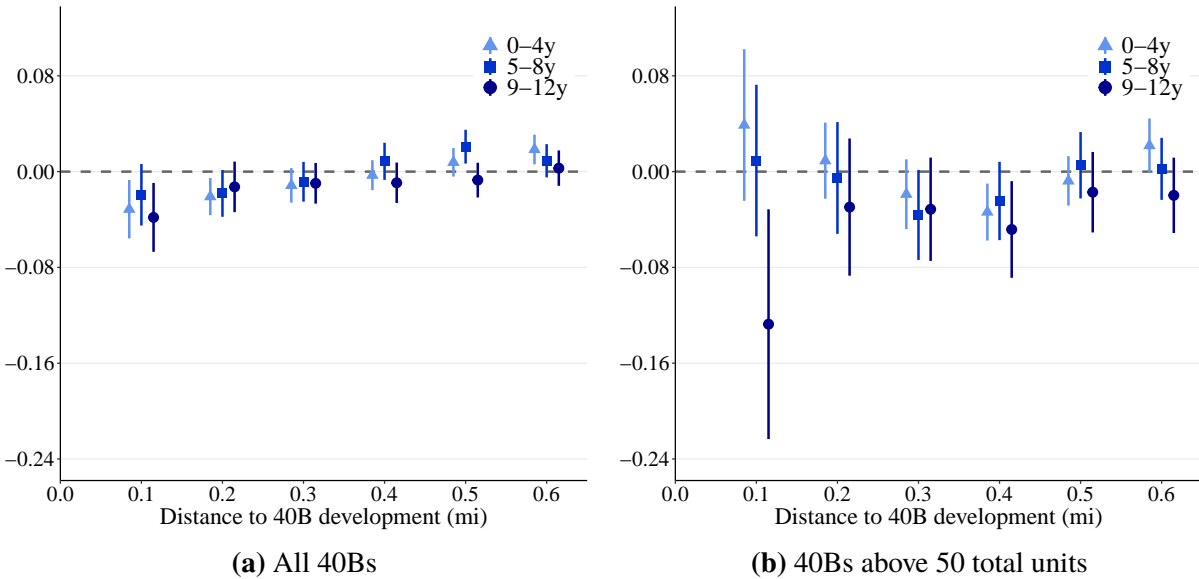 0−4y
5−8y
9−12y
0.08
0.00
−0.08
−0.16
−0.24
0.0 0.1 0.2 0.3 0.4 0.5 0.6
Distance to 40B development (mi)
(a) All 40Bs
0−4y
5−8y
9−12y
0.08
0.00
−0.08
−0.16
−0.24
0.0 0.1 0.2 0.3 0.4 0.5 0.6
Distance to 40B development (mi)
(b) 40Bs above 50 total units